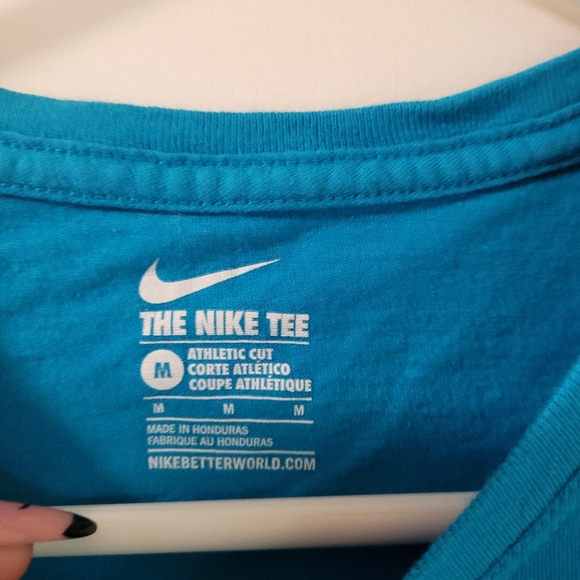 THE NIKE TEE
M
ATHLETIC CUT
CORTE ATLÉTICO
COUPE ATHLÉTIQUE
M M M
MADE IN HONDURAS
FABRIQUE AU HONDURAS
NIKEBETTERWORLD.COM